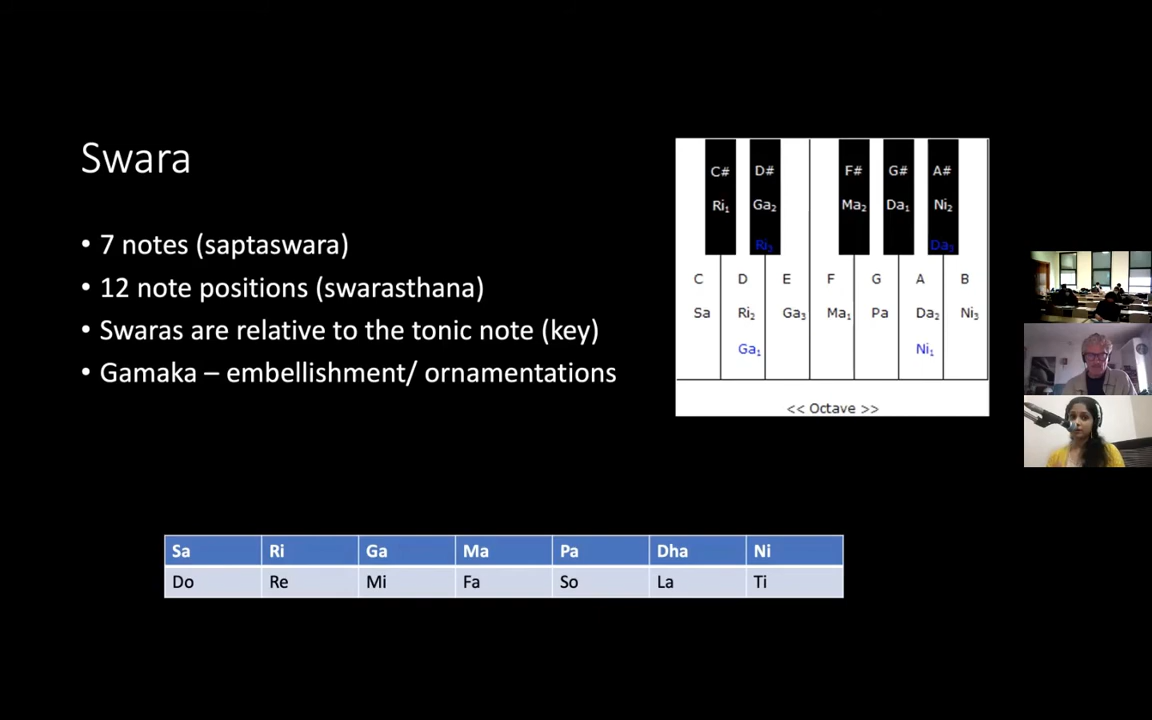 Swara
• 7 notes (saptaswara)
• 12 note positions (swarasthana)
• Swaras are relative to the tonic note (key)
• Gamaka – embellishment/ ornamentations
C# D# F# G# A#
Ri₁ Ga₂ Ma₂ Da₁ Ni₂
Ri₃ Da₃
C D E F G A B
Sa Ri₂ Ga₃ Ma₁ Pa Da₂ Ni₃
Ga₁ Ni₁
<< Octave >>
Sa Ri Ga Ma Pa Dha Ni
Do Re Mi Fa So La Ti